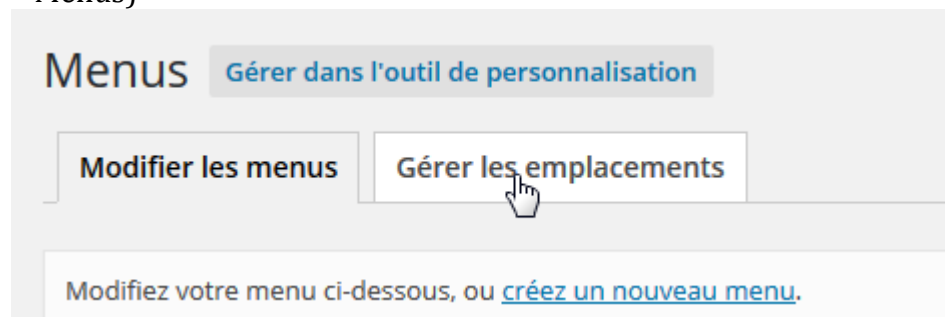 Menus)
Menus Gérer dans l'outil de personnalisation
Modifier les menus Gérer les emplacements
Modifiez votre menu ci-dessous, ou créez un nouveau menu.